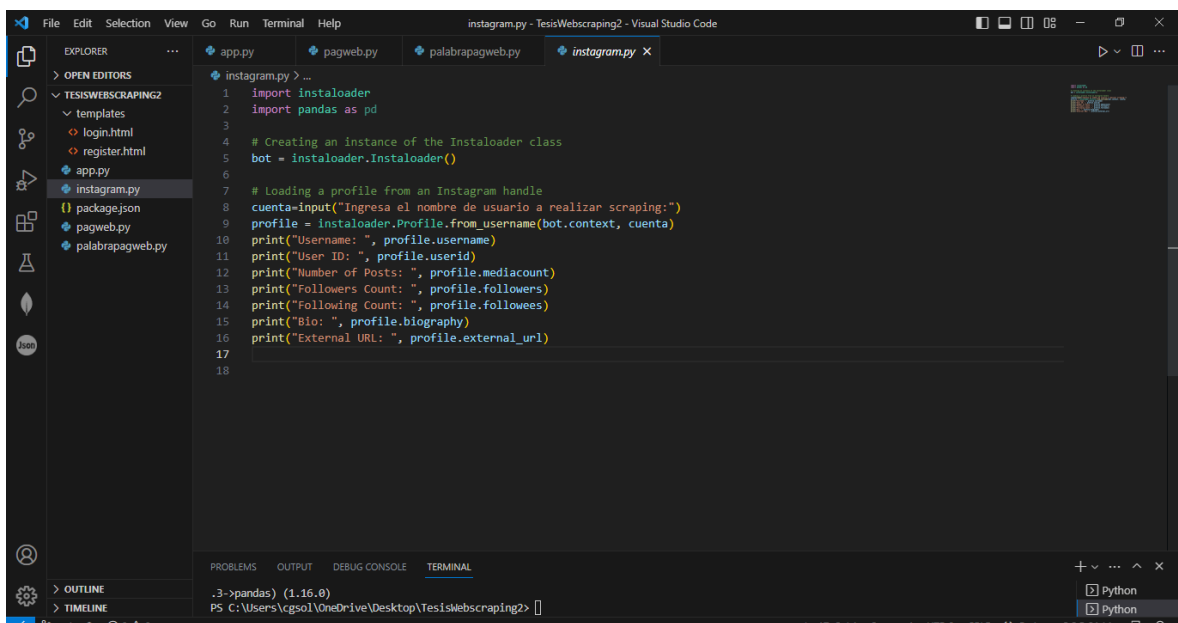 File Edit Selection View Go Run Terminal Help
instagram.py - TesisWebscraping2 - Visual Studio Code
EXPLORER
...
OPEN EDITORS
TESISWEBSCRAPING2
templates
<> login.html
<> register.html
app.py
instagram.py
{} package.json
pagweb.py
palabrapagweb.py
OUTLINE
TIMELINE
Json
app.py
pagweb.py
palabrapagweb.py
instagram.py
instagram.py > ...
1 import instaloader
2 import pandas as pd
3
4 # Creating an instance of the Instaloader class
5 bot = instaloader.Instaloader()
6
7 # Loading a profile from an Instagram handle
8 cuenta=input("Ingresa el nombre de usuario a realizar scraping:")
9 profile = instaloader.Profile.from_username(bot.context, cuenta)
10 print("Username: ", profile.username)
11 print("User ID: ", profile.userid)
12 print("Number of Posts: ", profile.mediacount)
13 print("Followers Count: ", profile.followers)
14 print("Following Count: ", profile.followees)
15 print("Bio: ", profile.biography)
16 print("External URL: ", profile.external_url)
17
18
PROBLEMS OUTPUT DEBUG CONSOLE TERMINAL
.3->pandas) (1.16.0)
PS C:\Users\cgsol\OneDrive\Desktop\TesisWebscraping2>
Python
Python